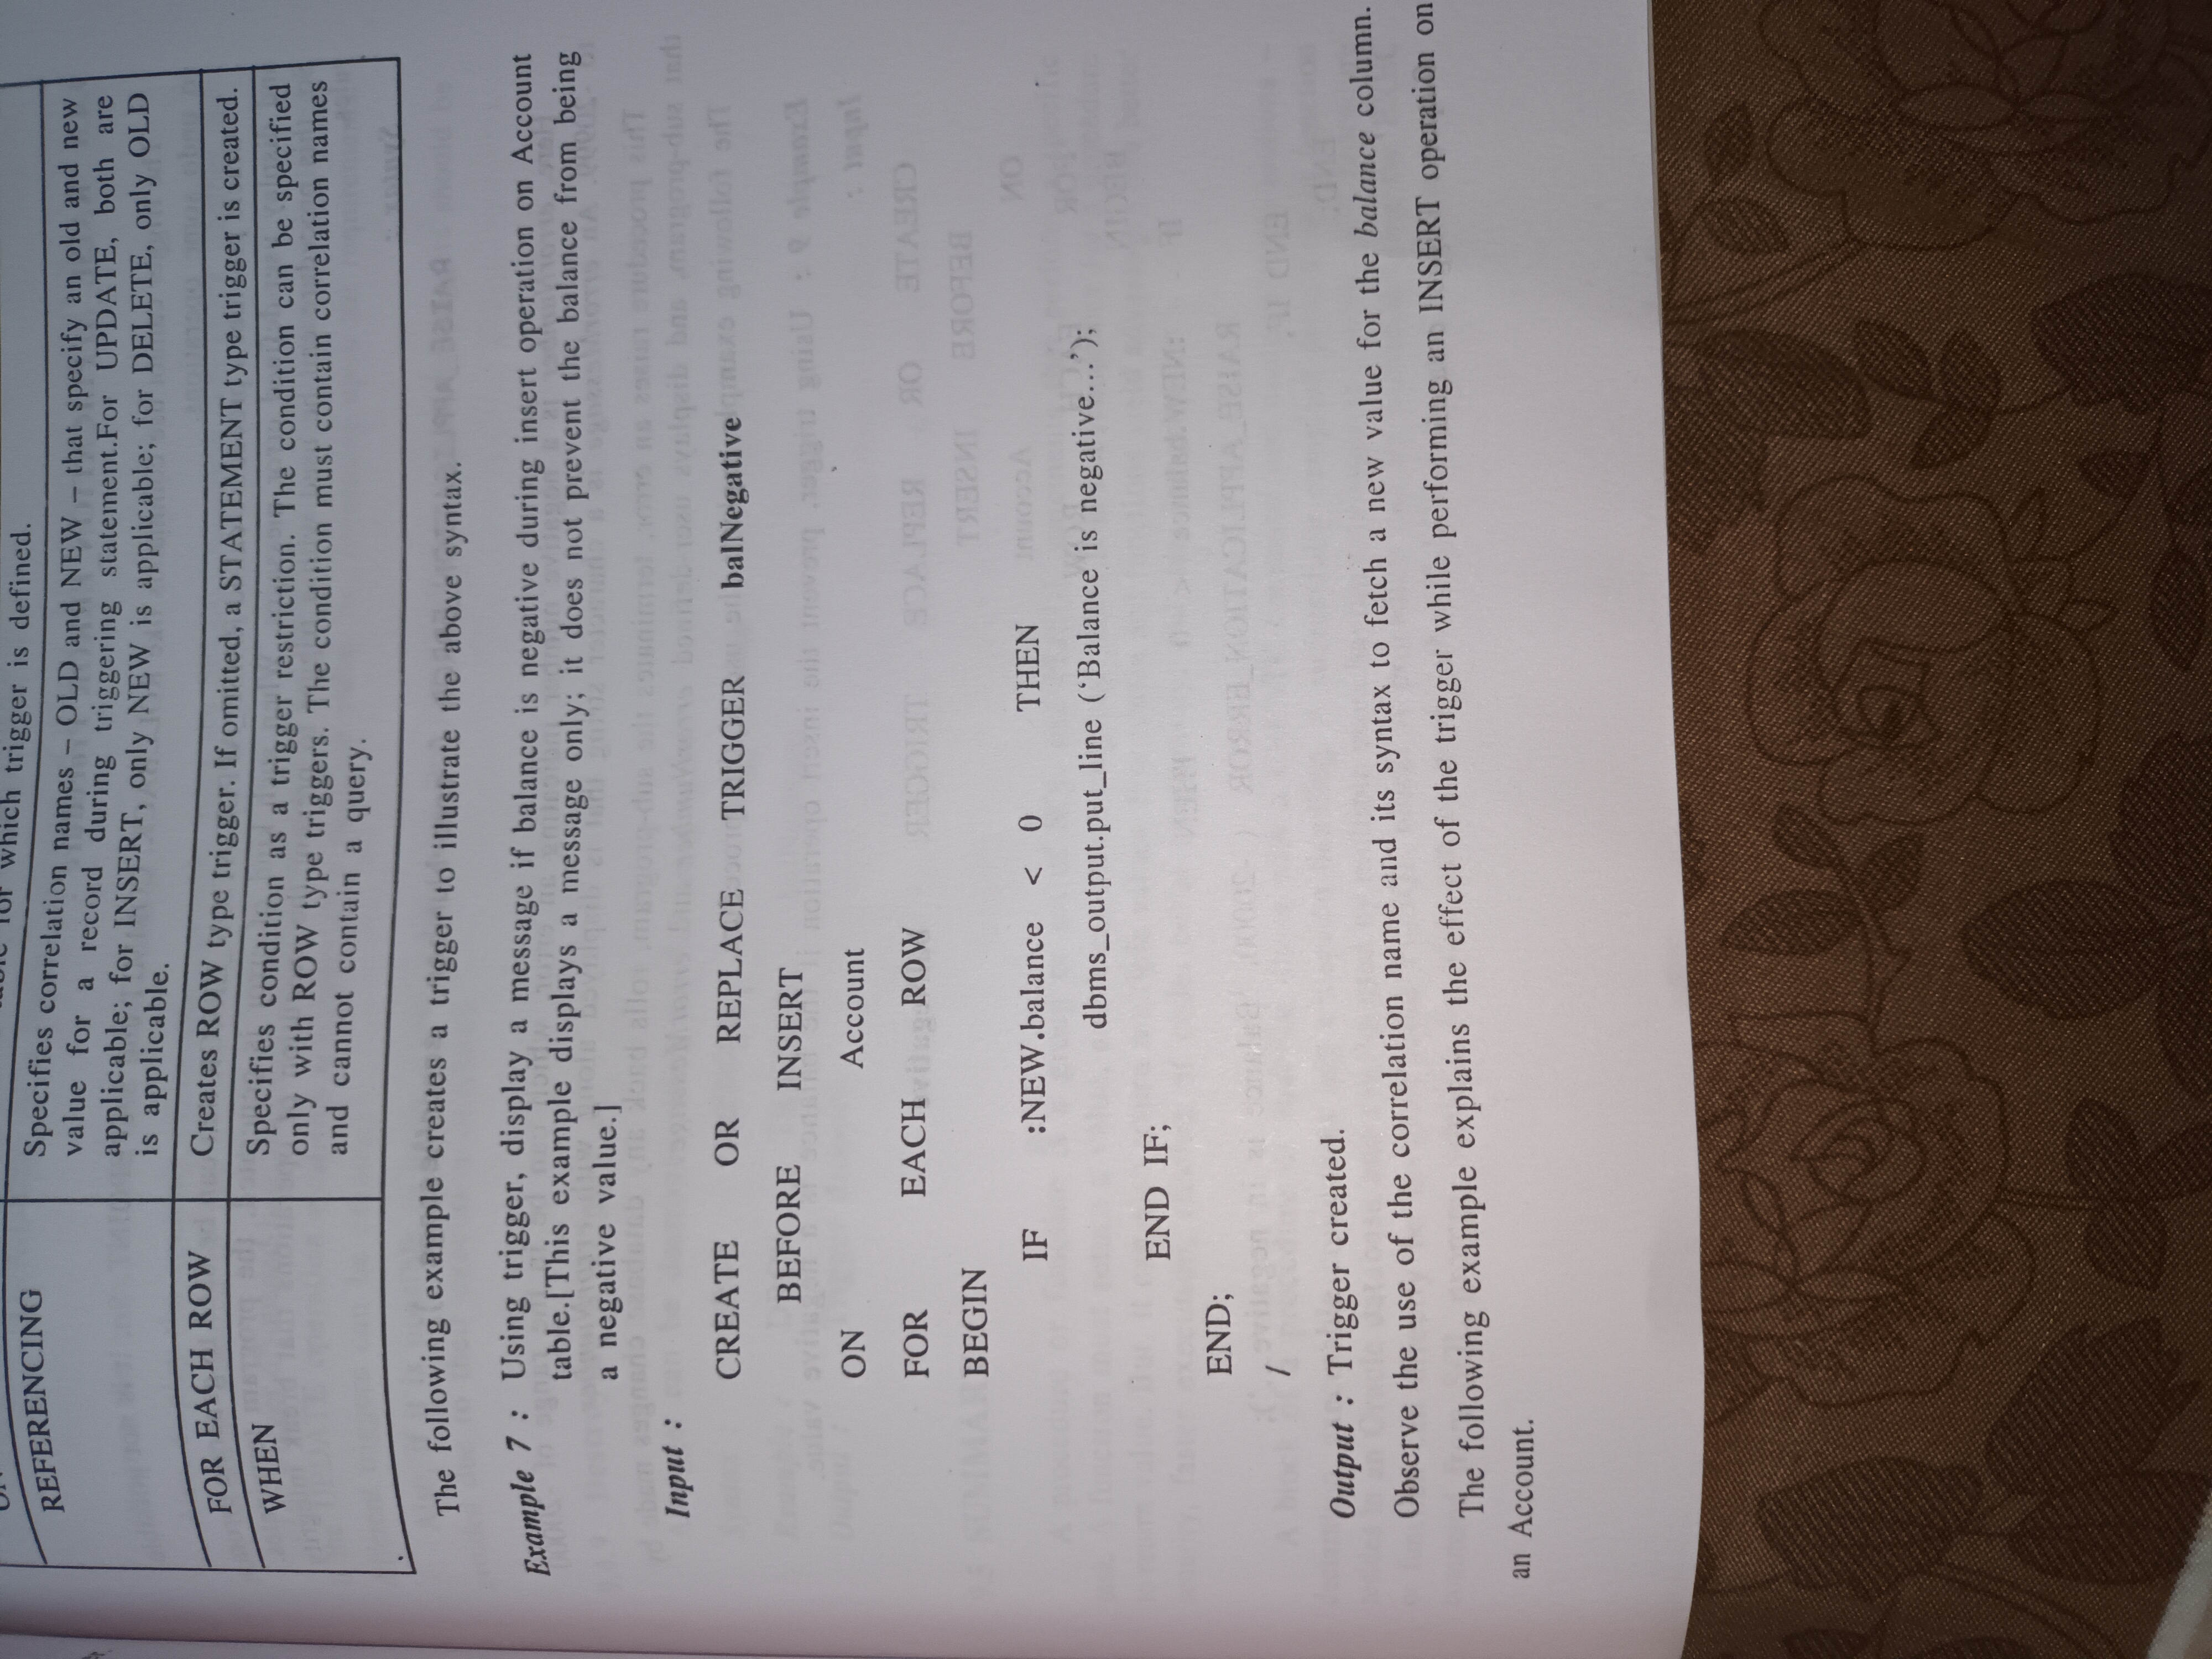 for which trigger is defined.
REFERENCING
Specifies correlation names – OLD and NEW – that specify an old and new
value for a record during triggering statement.For UPDATE, both are
applicable; for INSERT, only NEW is applicable; for DELETE, only OLD
is applicable.
FOR EACH ROW
Creates ROW type trigger. If omitted, a STATEMENT type trigger is created.
WHEN
Specifies condition as a trigger restriction. The condition can be specified
only with ROW type triggers. The condition must contain correlation names
and cannot contain a query.
The following example creates a trigger to illustrate the above syntax.
Example 7 : Using trigger, display a message if balance is negative during insert operation on Account
table.[This example displays a message only; it does not prevent the balance from being
a negative value.]
Input :
CREATE OR REPLACE TRIGGER balNegative
BEFORE INSERT
ON Account
FOR EACH ROW
BEGIN
IF :NEW.balance < 0 THEN
dbms_output.put_line (‘Balance is negative...’);
END IF;
END;
/
Output : Trigger created.
Observe the use of the correlation name and its syntax to fetch a new value for the balance column.
The following example explains the effect of the trigger while performing an INSERT operation on
an Account.